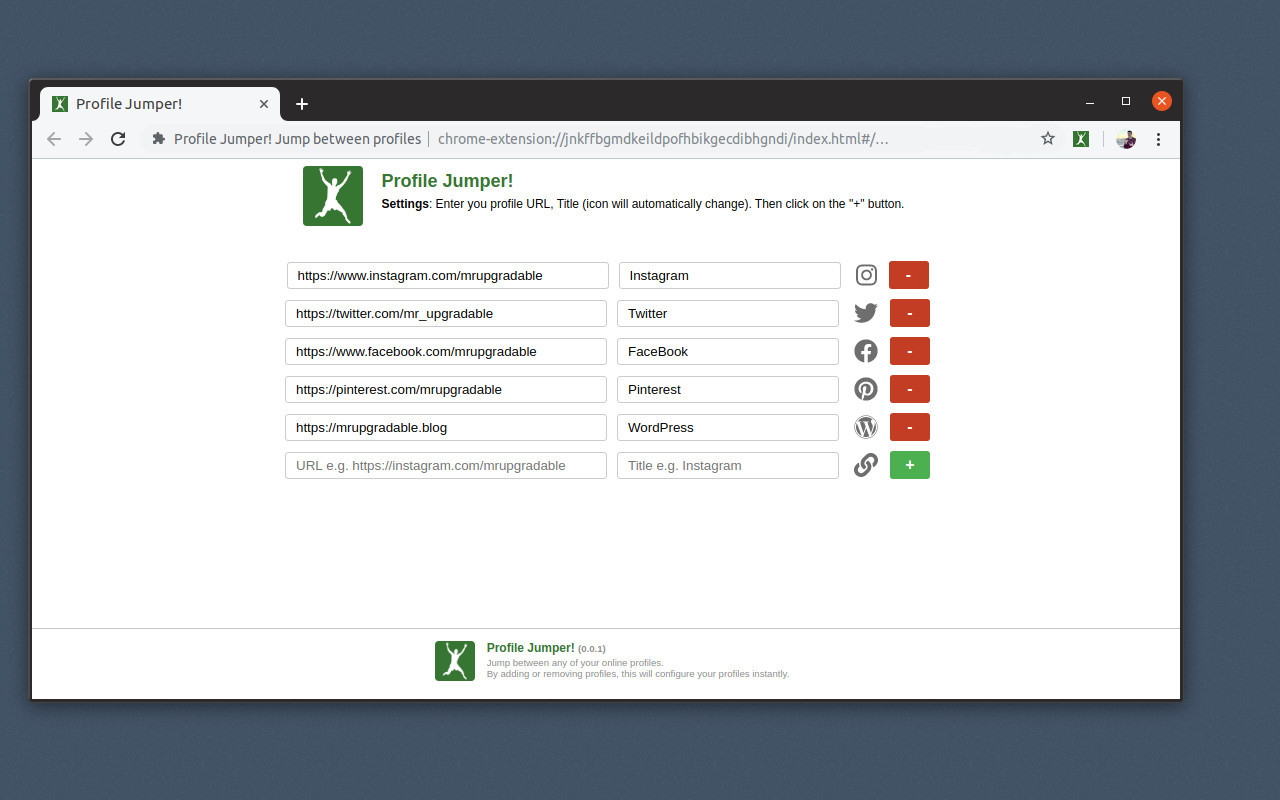 Profile Jumper!
Profile Jumper! Jump between profiles | chrome-extension://jnkffbgmdkeildpofhbikgecdibhgndi/index.html#/…
Profile Jumper!
Settings: Enter you profile URL, Title (icon will automatically change). Then click on the "+" button.
https://www.instagram.com/mrupgradable Instagram -
https://twitter.com/mr_upgradable Twitter -
https://www.facebook.com/mrupgradable FaceBook -
https://pinterest.com/mrupgradable Pinterest -
https://mrupgradable.blog WordPress -
URL e.g. https://instagram.com/mrupgradable Title e.g. Instagram +
Profile Jumper! (0.0.1)
Jump between any of your online profiles.
By adding or removing profiles, this will configure your profiles instantly.